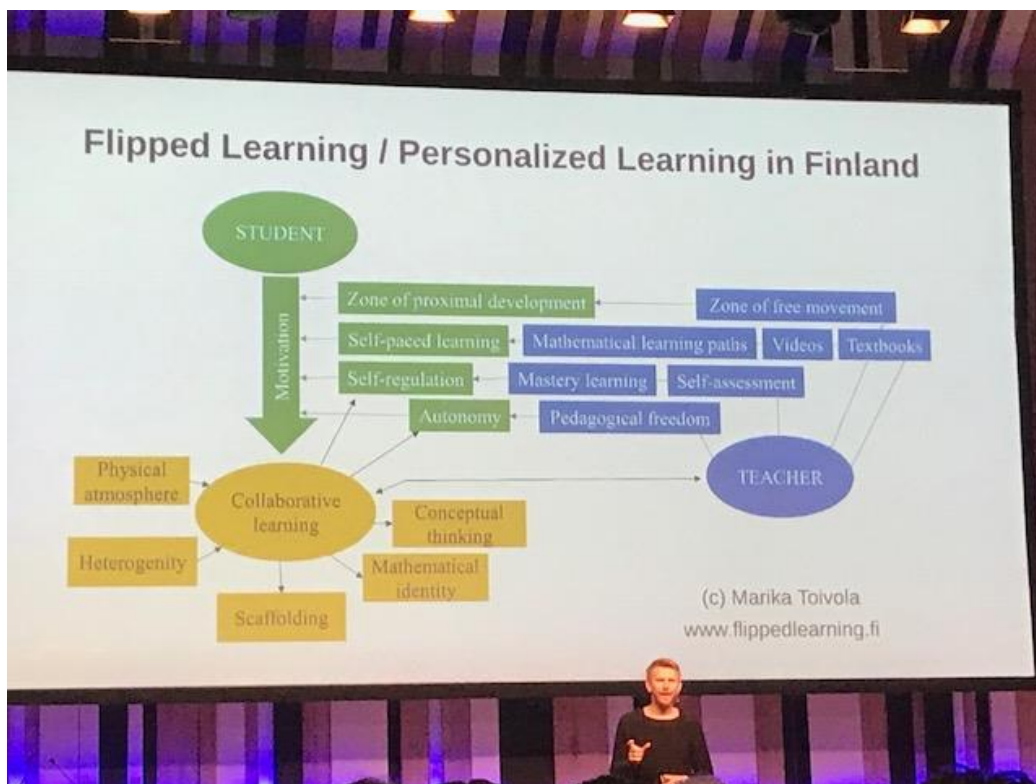 Flipped Learning / Personalized Learning in Finland
STUDENT
Motivation
Zone of proximal development
Zone of free movement
Self-paced learning
Mathematical learning paths
Videos
Textbooks
Self-regulation
Mastery learning
Self-assessment
Autonomy
Pedagogical freedom
TEACHER
Physical
atmosphere
Collaborative
learning
Conceptual
thinking
Heterogenity
Mathematical
identity
Scaffolding
(c) Marika Toivola
www.flippedlearning.fi